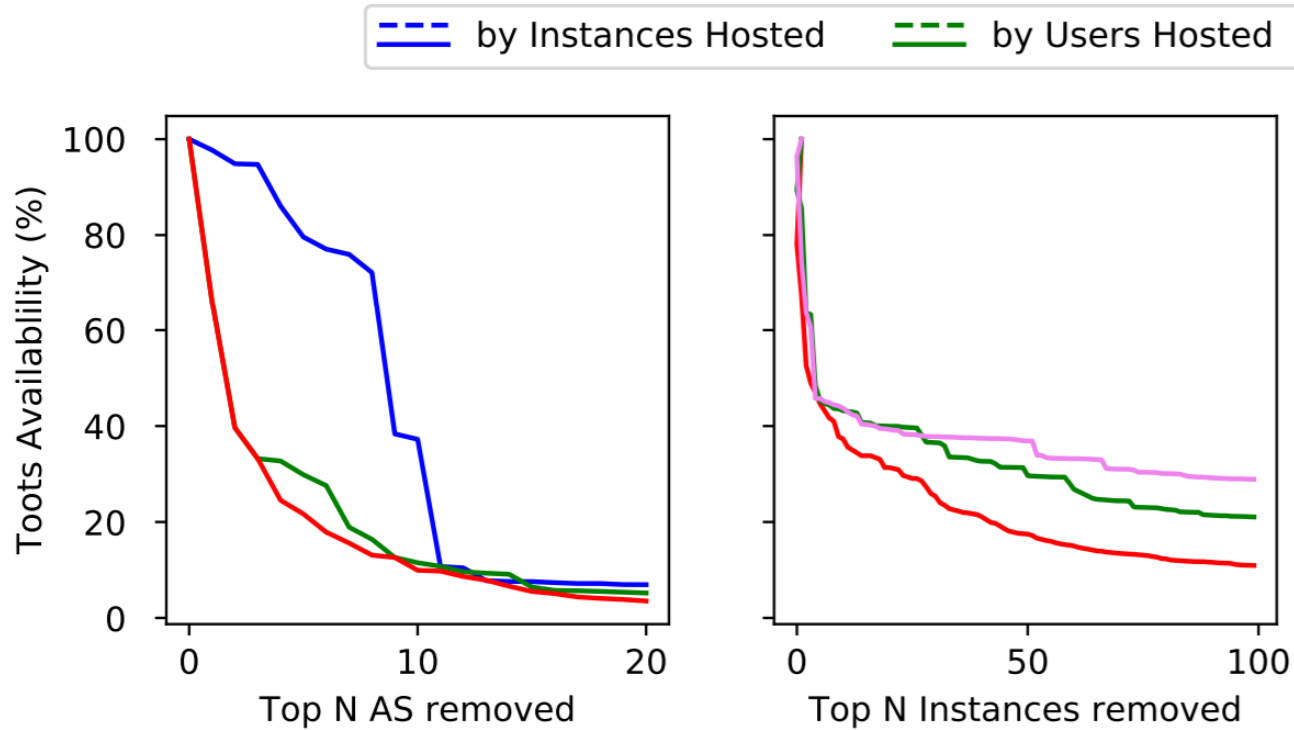 by Instances Hosted by Users Hosted
Toots Availablility (%)
100
80
60
40
20
0
0 10 20
0 50 100
Top N AS removed
Top N Instances removed